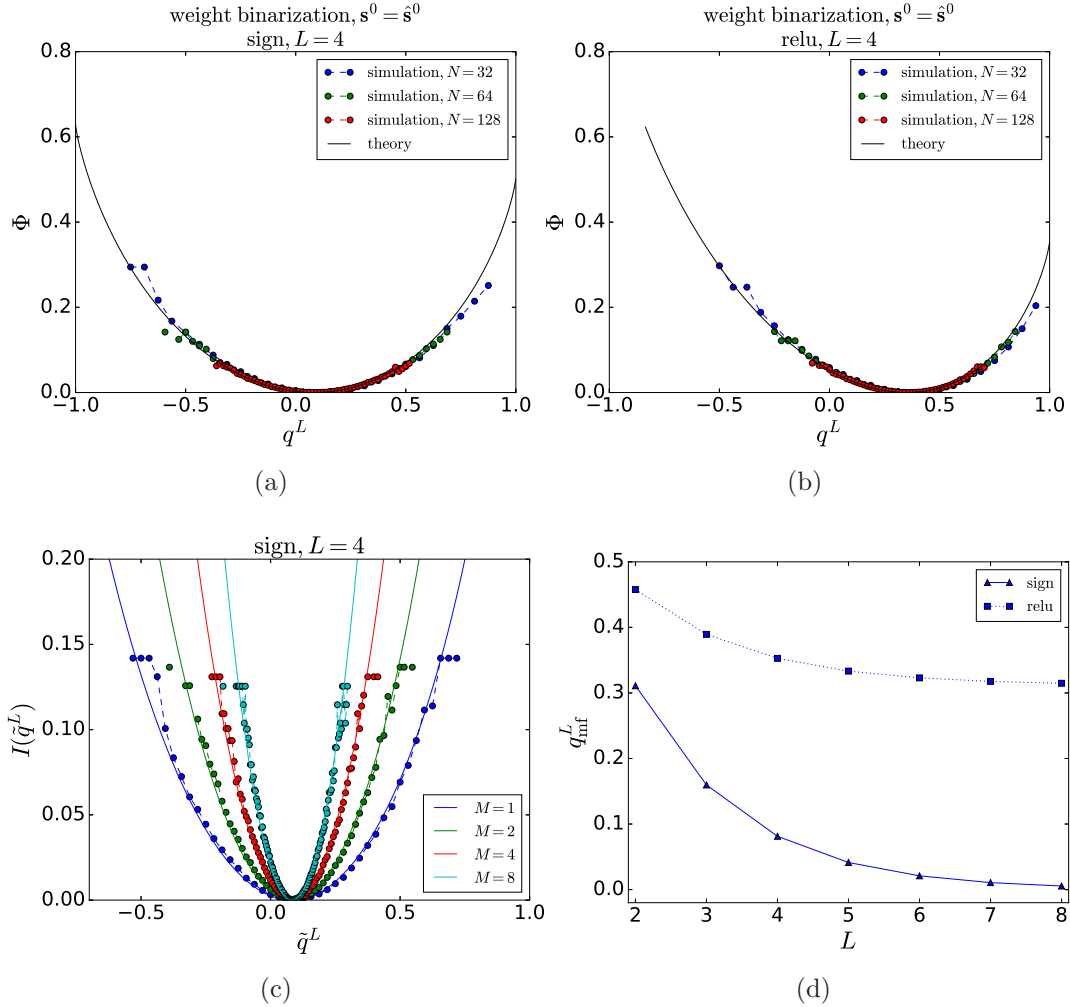 weight binarization, s⁰ = ŝ⁰
sign, L = 4
simulation, N = 32
simulation, N = 64
simulation, N = 128
theory
0.8
0.6
0.4
0.2
0.0
Φ
−1.0 −0.5 0.0 0.5 1.0
q^L
(a)
weight binarization, s⁰ = ŝ⁰
relu, L = 4
simulation, N = 32
simulation, N = 64
simulation, N = 128
theory
0.8
0.6
0.4
0.2
0.0
Φ
−1.0 −0.5 0.0 0.5 1.0
q^L
(b)
sign, L = 4
0.20
0.15
0.10
0.05
0.00
I(q̃^L)
M = 1
M = 2
M = 4
M = 8
−0.5 0.0 0.5 1.0
q̃^L
(c)
sign
relu
0.5
0.4
0.3
0.2
0.1
0.0
q^L_mf
2 3 4 5 6 7 8
L
(d)